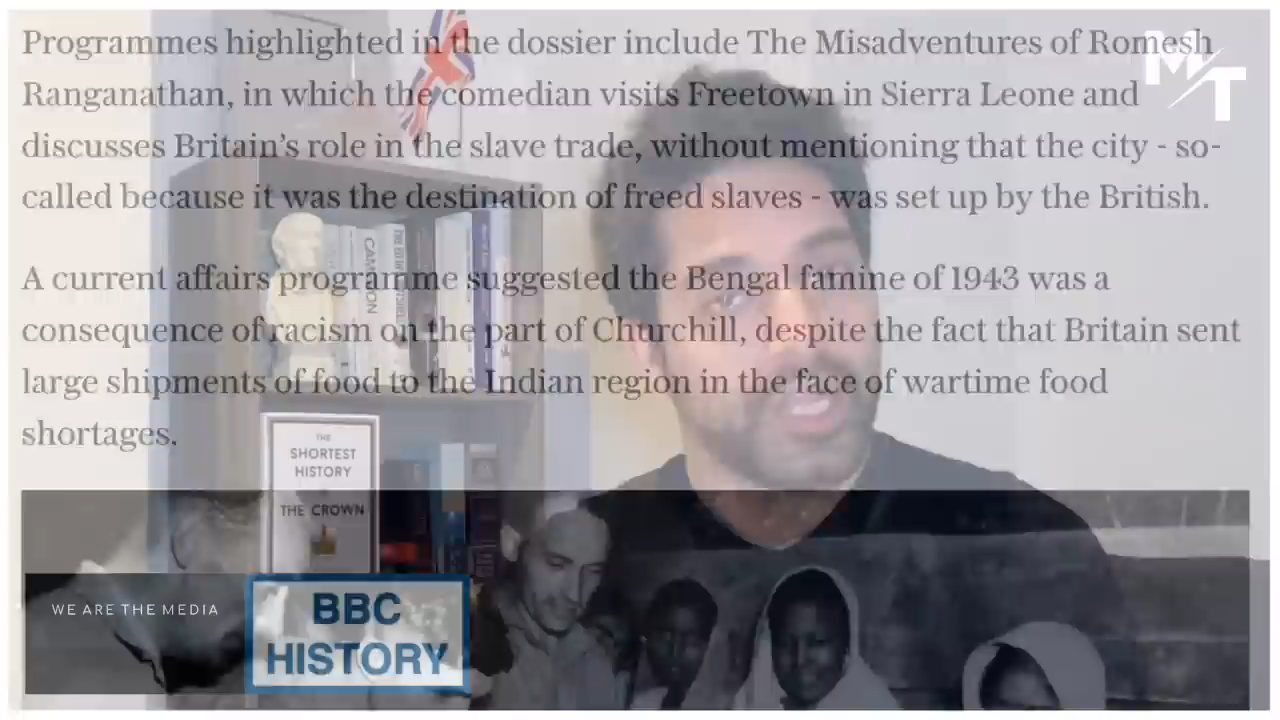 Programmes highlighted in the dossier include The Misadventures of Romesh
Ranganathan, in which the comedian visits Freetown in Sierra Leone and
discusses Britain's role in the slave trade, without mentioning that the city - so-
called because it was the destination of freed slaves - was set up by the British.
A current affairs programme suggested the Bengal famine of 1943 was a
consequence of racism on the part of Churchill, despite the fact that Britain sent
large shipments of food to the Indian region in the face of wartime food
shortages.
MT
THE
SHORTEST
HISTORY
THE CROWN
WE ARE THE MEDIA
BBC
HISTORY